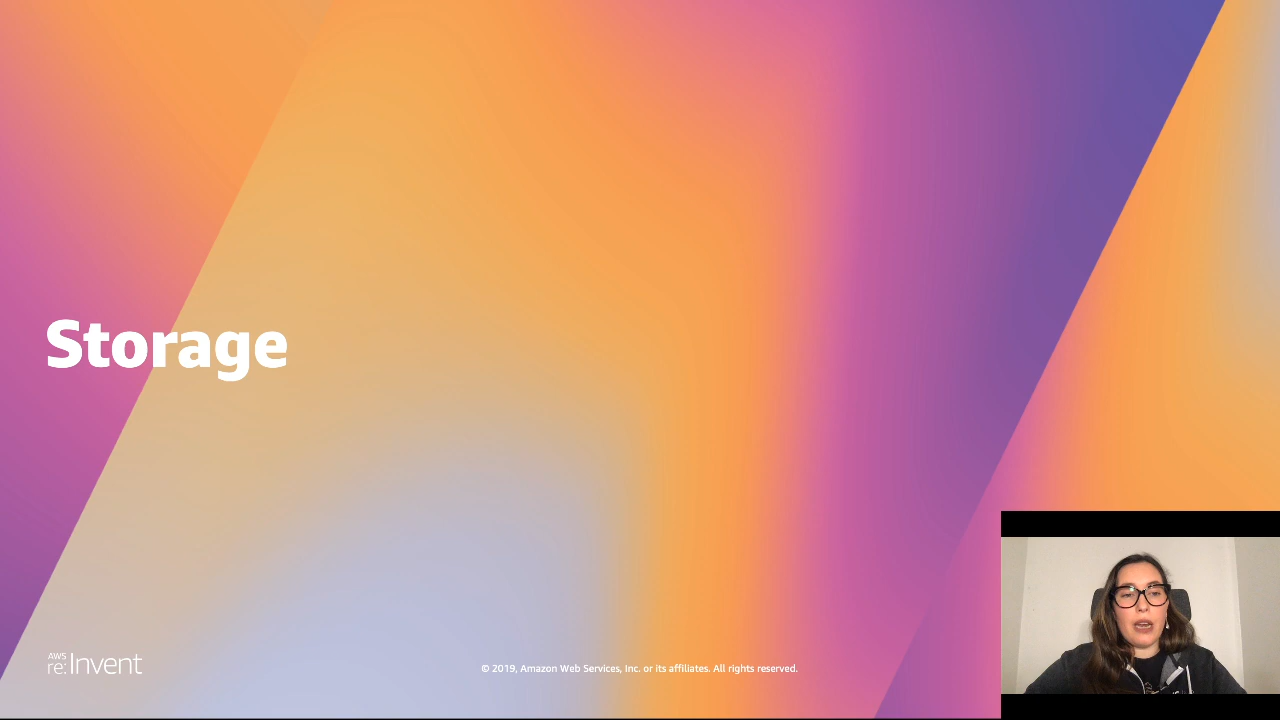 Storage
AWS
re:Invent
© 2019, Amazon Web Services, Inc. or its affiliates. All rights reserved.